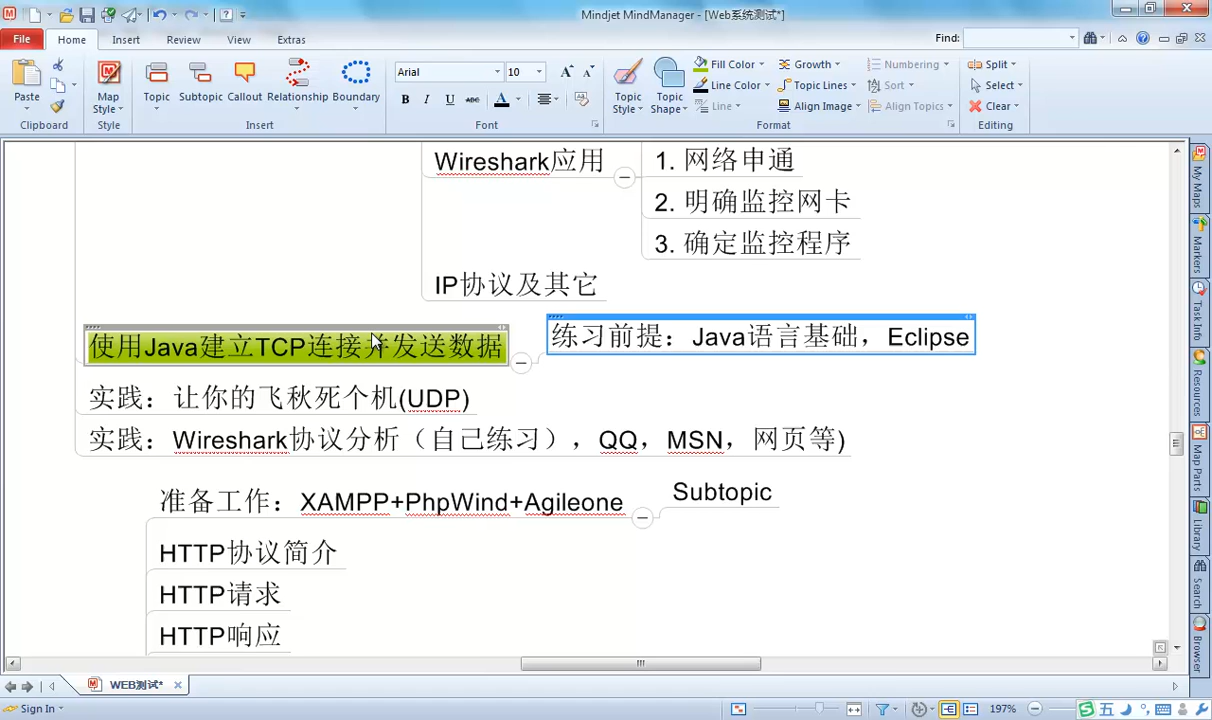 Mindjet MindManager - [Web系统测试*]
File Home Insert Review View Extras
Find:
Paste
Clipboard
Map Style
Style
Topic Subtopic Callout Relationship Boundary
Insert
Arial 10
B I U abc A
Font
Topic Style
Topic Shape
Fill Color
Line Color
Line
Growth
Topic Lines
Align Image
Numbering
Sort
Align Topics
Format
Split
Select
Clear
Editing
Wireshark应用
1. 网络申通
2. 明确监控网卡
3. 确定监控程序
IP协议及其它
使用Java建立TCP连接并发送数据
练习前提：Java语言基础，Eclipse
实践：让你的飞秋死个机(UDP)
实践：Wireshark协议分析（自己练习），QQ，MSN，网页等)
准备工作：XAMPP+PhpWind+Agileone
Subtopic
HTTP协议简介
HTTP请求
HTTP响应
My Maps
Markers
Task Info
Resources
Map Parts
Library
Search
Browser
WEB测试*
Sign In
197%
五